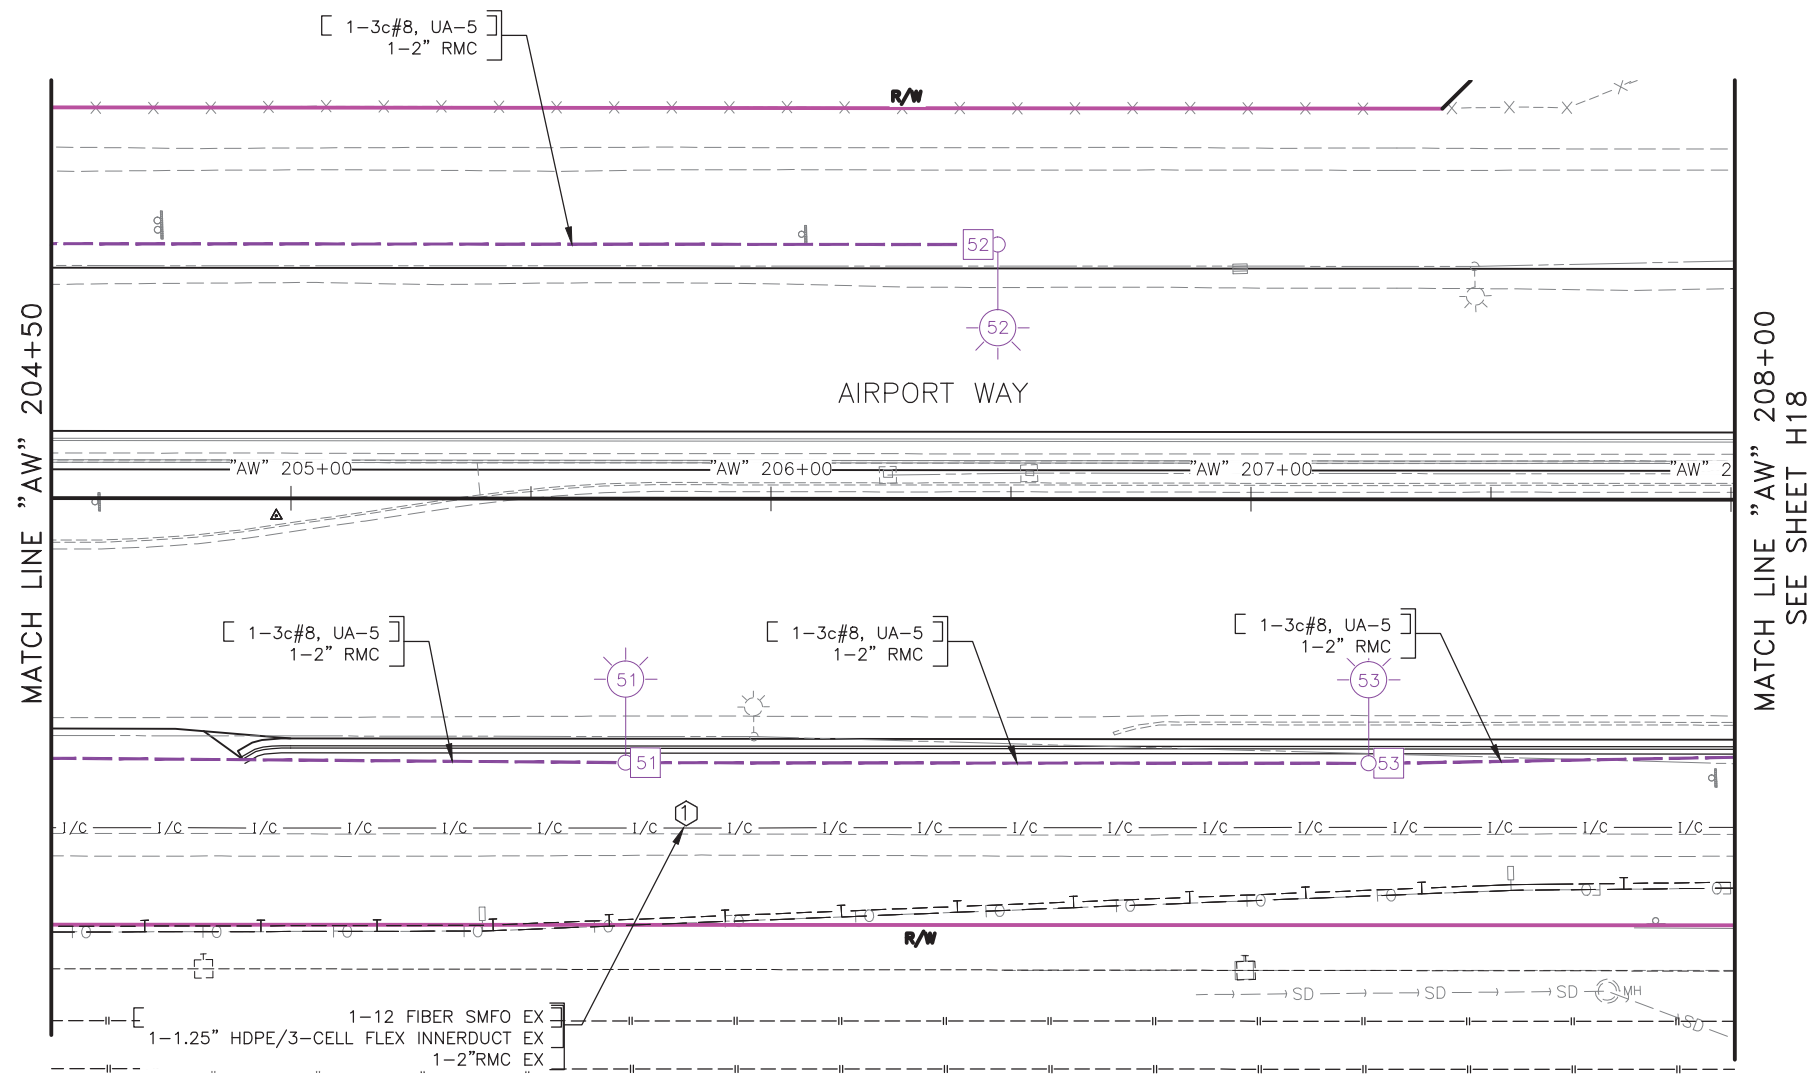 1-3c#8, UA-5
1-2" RMC
R/W
52
52
AIRPORT WAY
MATCH LINE "AW" 204+50
MATCH LINE "AW" 208+00
SEE SHEET H18
"AW" 205+00
"AW" 206+00
"AW" 207+00
"AW" 2
1-3c#8, UA-5
1-2" RMC
1-3c#8, UA-5
1-2" RMC
1-3c#8, UA-5
1-2" RMC
51
53
51
53
1
I/C I/C I/C I/C I/C I/C I/C I/C I/C I/C I/C I/C I/C I/C I/C I/C I/C I/C
R/W
SD SD SD MH
SD
1-12 FIBER SMFO EX
1-1.25" HDPE/3-CELL FLEX INNERDUCT EX
1-2"RMC EX